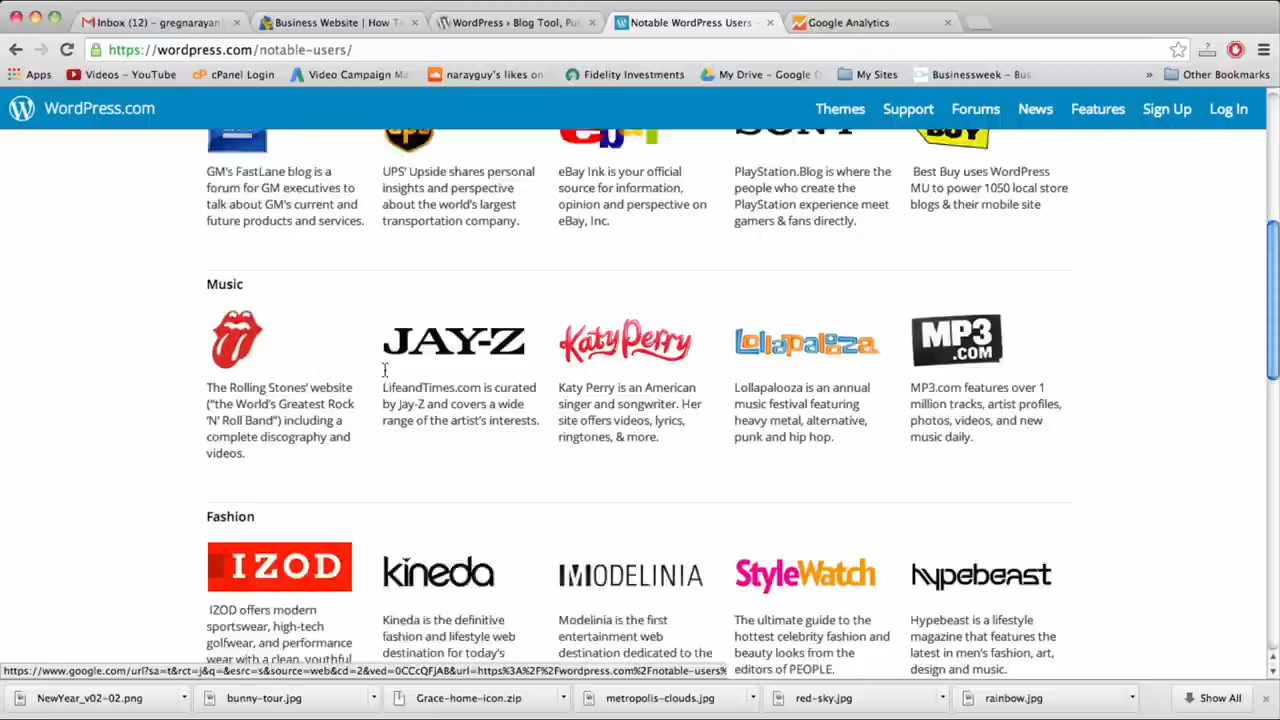 Inbox (12) - gregnarayan
Business Website | How T
WordPress › Blog Tool, Pu
Notable WordPress Users -
Google Analytics
https://wordpress.com/notable-users/
Apps
Videos - YouTube
cPanel Login
Video Campaign Ma
narayguy's likes on
Fidelity Investments
My Drive - Google
My Sites
Businessweek - Bus
»
Other Bookmarks
WordPress.com
Themes
Support
Forums
News
Features
Sign Up
Log In
ups
ebay
SONY
BUY
GM's FastLane blog is a
forum for GM executives to
talk about GM's current and
future products and services.
UPS' Upside shares personal
insights and perspective
about the world's largest
transportation company.
eBay Ink is your official
source for information,
opinion and perspective on
eBay, Inc.
PlayStation.Blog is where the
people who create the
PlayStation experience meet
gamers & fans directly.
Best Buy uses WordPress
MU to power 1050 local store
blogs & their mobile site
Music
JAY-Z
Katy Perry
Lollapalooza
MP3
.COM
The Rolling Stones' website
("the World's Greatest Rock
'N' Roll Band") including a
complete discography and
videos.
LifeandTimes.com is curated
by Jay-Z and covers a wide
range of the artist's interests.
Katy Perry is an American
singer and songwriter. Her
site offers videos, lyrics,
ringtones, & more.
Lollapalooza is an annual
music festival featuring
heavy metal, alternative,
punk and hip hop.
MP3.com features over 1
million tracks, artist profiles,
photos, videos, and new
music daily.
Fashion
IZOD
kineda
MODELINIA
StyleWatch
hypebeast
IZOD offers modern
sportswear, high-tech
golfwear, and performance
wear with a clean, youthful
Kineda is the definitive
fashion and lifestyle web
destination for today's
Modelinia is the first
entertainment web
destination dedicated to the
The ultimate guide to the
hottest celebrity fashion and
beauty looks from the
editors of PEOPLE.
Hypebeast is a lifestyle
magazine that features the
latest in men's fashion, art,
design and music.
https://www.google.com/url?sa=t&rct=j&q=&esrc=s&source=web&cd=2&ved=0CCcQFjAB&url=https%3A%2F%2Fwordpress.com%2Fnotable-users%
NewYear_v02-02.png
bunny-tour.jpg
Grace-home-icon.zip
metropolis-clouds.jpg
red-sky.jpg
rainbow.jpg
Show All